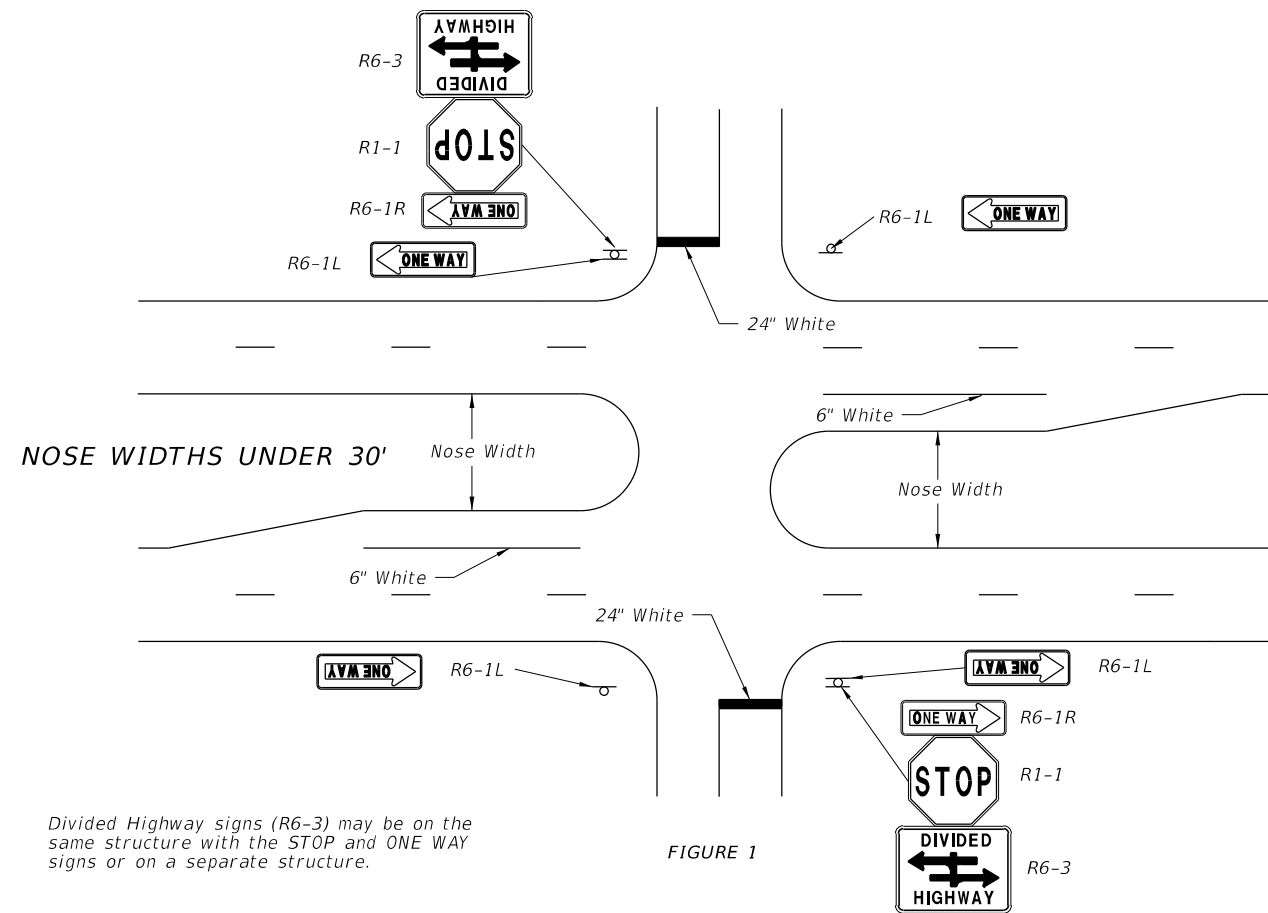 HIGHWAY
DIVIDED
R6-3
STOP
R1-1
ONE WAY
R6-1R
ONE WAY
R6-1L
R6-1L
ONE WAY
24" White
6" White
NOSE WIDTHS UNDER 30'
Nose Width
Nose Width
6" White
24" White
ONE WAY
R6-1L
ONE WAY
R6-1L
ONE WAY
R6-1R
STOP
R1-1
DIVIDED
HIGHWAY
R6-3
Divided Highway signs (R6-3) may be on the
same structure with the STOP and ONE WAY
signs or on a separate structure.
FIGURE 1